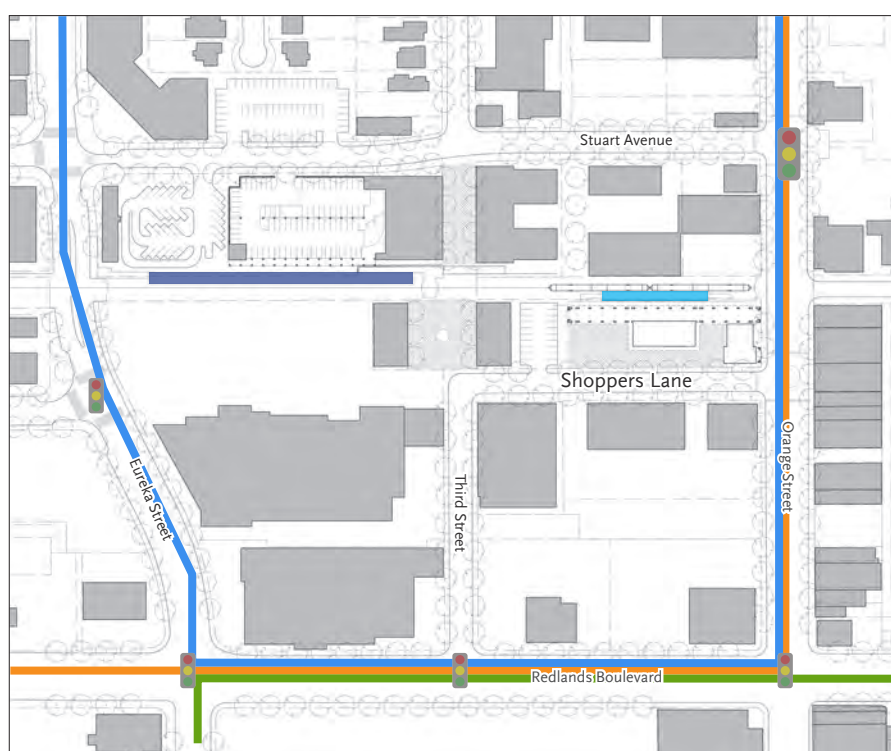 Stuart Avenue
Shoppers Lane
Orange Street
Eureka Street
Third Street
Redlands Boulevard